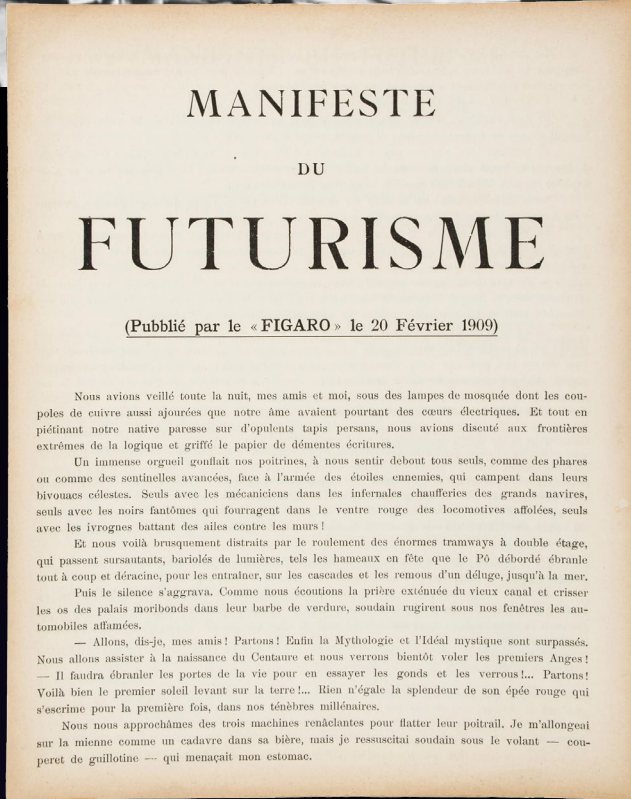 MANIFESTE
DU
FUTURISME
(Pubblié par le « FIGARO » le 20 Février 1909)
Nous avions veillé toute la nuit, mes amis et moi, sous des lampes de mosquée dont les cou-
poles de cuivre aussi ajourées que notre âme avaient pourtant des cœurs électriques. Et tout en
piétinant notre native paresse sur d'opulents tapis persans, nous avions discuté aux frontières
extrêmes de la logique et griffé le papier de démentes écritures.
Un immense orgueil gonflait nos poitrines, à nous sentir debout tous seuls, comme des phares
ou comme des sentinelles avancées, face à l'armée des étoiles ennemies, qui campent dans leurs
bivouacs célestes. Seuls avec les mécaniciens dans les infernales chaufferies des grands navires,
seuls avec les noirs fantômes qui fourragent dans le ventre rouge des locomotives affolées, seuls
avec les ivrognes battant des ailes contre les murs !
Et nous voilà brusquement distraits par le roulement des énormes tramways à double étage,
qui passent sursautants, bariolés de lumières, tels les hameaux en fête que le Pô débordé ébranle
tout à coup et déracine, pour les entraîner, sur les cascades et les remous d'un déluge, jusqu'à la mer.
Puis le silence s'aggrava. Comme nous écoutions la prière exténuée du vieux canal et crisser
les os des palais moribonds dans leur barbe de verdure, soudain rugirent sous nos fenêtres les au-
tomobiles affamées.
— Allons, dis-je, mes amis ! Partons ! Enfin la Mythologie et l'Idéal mystique sont surpassés.
Nous allons assister à la naissance du Centaure et nous verrons bientôt voler les premiers Anges !
— Il faudra ébranler les portes de la vie pour en essayer les gonds et les verrous !... Partons !
Voilà bien le premier soleil levant sur la terre !... Rien n'égale la splendeur de son épée rouge qui
s'escrime pour la première fois, dans nos ténèbres millénaires.
Nous nous approchâmes des trois machines renâclantes pour flatter leur poitrail. Je m'allongeai
sur la mienne comme un cadavre dans sa bière, mais je ressuscitai soudain sous le volant — cou-
peret de guillotine — qui menaçait mon estomac.